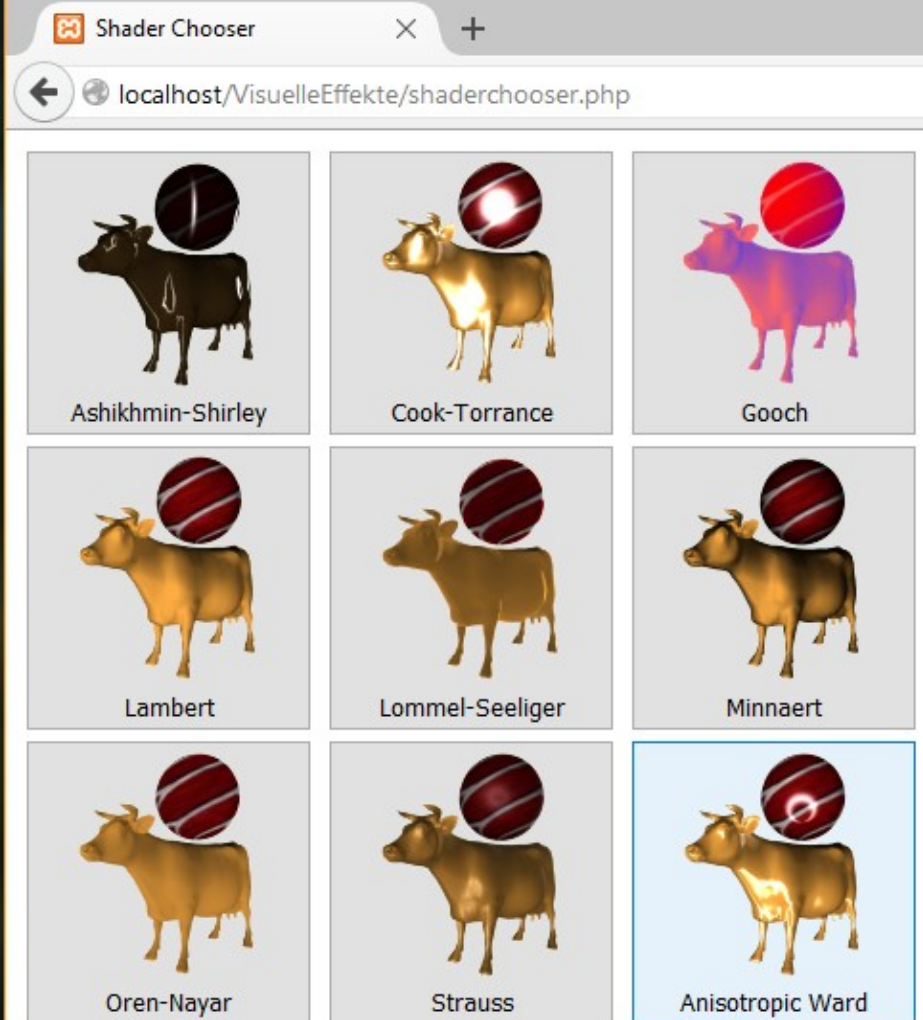 Shader Chooser
localhost/VisuelleEffekte/shaderchooser.php
Ashikhmin-Shirley
Cook-Torrance
Gooch
Lambert
Lommel-Seeliger
Minnaert
Oren-Nayar
Strauss
Anisotropic Ward